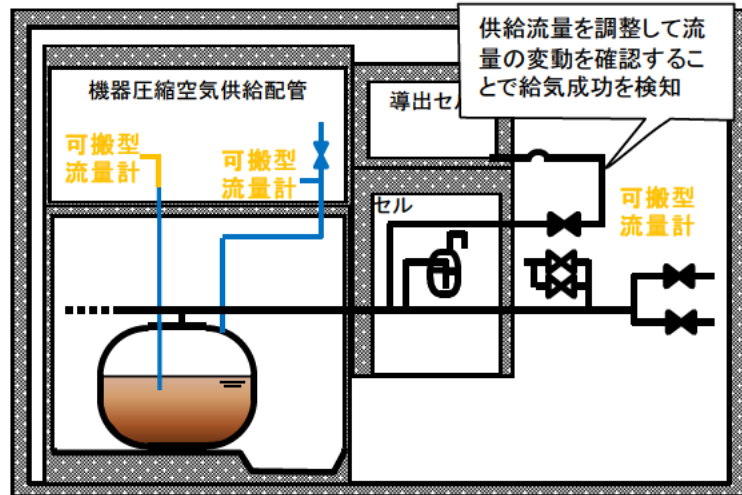 供給流量を調整して流
量の変動を確認するこ
とで給気成功を検知
機器圧縮空気供給配管
導出セル
可搬型
流量計
可搬型
流量計
セル
可搬型
流量計